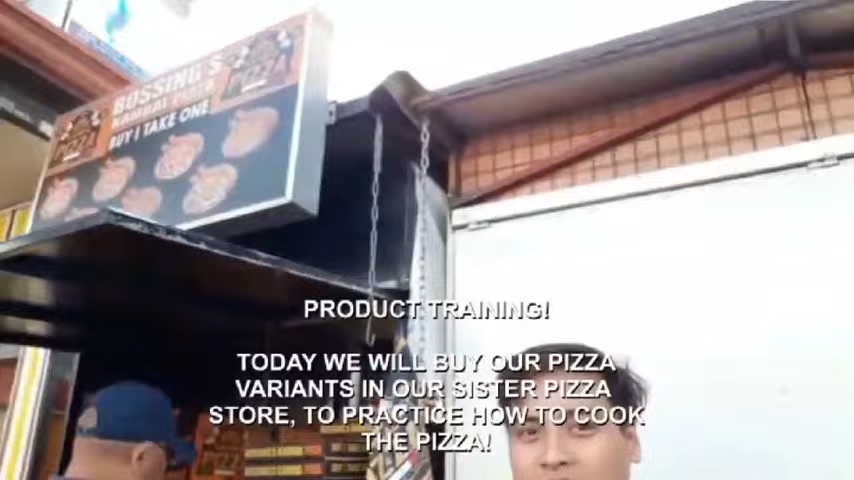 BOSSING'S
PIZZA
BUY 1 TAKE ONE
PRODUCT TRAINING!
TODAY WE WILL BUY OUR PIZZA
VARIANTS IN OUR SISTER PIZZA
STORE, TO PRACTICE HOW TO COOK
THE PIZZA!